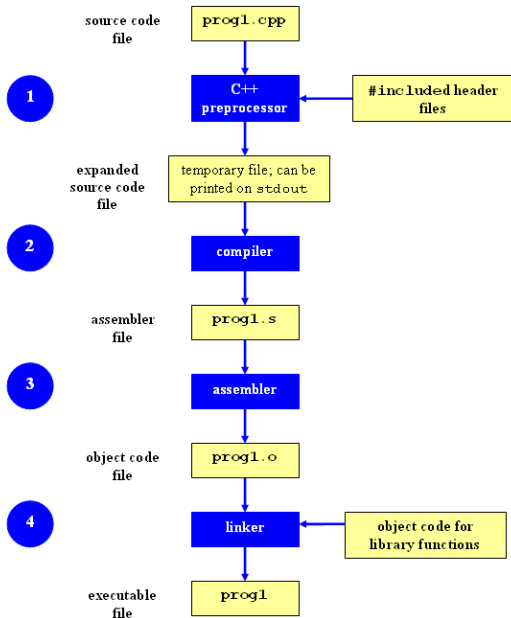 source code
file
prog1.cpp
1
C++
preprocessor
#included header
files
expanded
source code
file
temporary file; can be
printed on stdout
2
compiler
assembler
file
prog1.s
3
assembler
object code
file
prog1.o
4
linker
object code for
library functions
executable
file
prog1